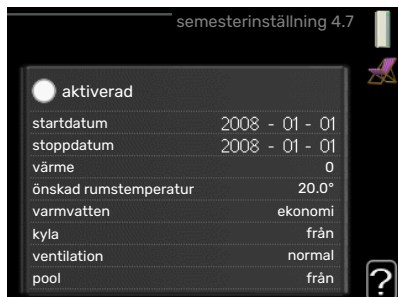 semesterinställning 4.7
aktiverad
startdatum 2008 - 01 - 01
stoppdatum 2008 - 01 - 01
värme 0
önskad rumstemperatur 20.0°
varmvatten ekonomi
kyla från
ventilation normal
pool från
?